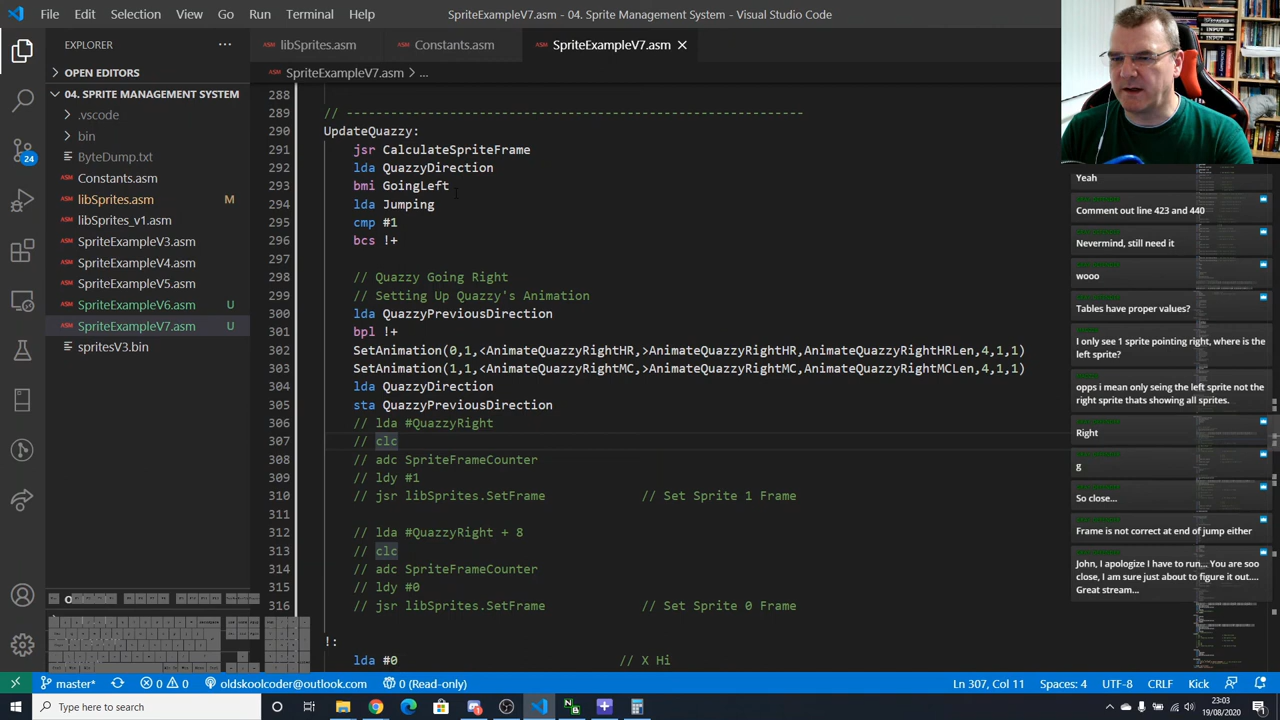 File Edit Selection View Go Run Terminal
SpriteExampleV7.asm - 04 Sprite Management System - Visual Studio Code
EXPLORER
ASM
ASM
ASM SpriteExampleV7.asm
OPEN EDITORS
04. SPRITE MANAGEMENT SYSTEM
.vscode
bin
ByteDump.txt
ASM Constants.asm
ASM libSprites.asm M
ASM libSprites_v1.asm
ASM SpriteExampleV3.asm
ASM SpriteExampleV4.asm
ASM SpriteExampleV5.asm
ASM SpriteExampleV6.asm U
ASM SpriteExampleV7.asm U
spritesV3.bin
24
ASM SpriteExampleV7.asm > ...
288
289 // ----------------------------------------------------------
290 UpdateQuazzy:
291 jsr CalculateSpriteFrame
292 lda QuazzyDirection
293 bmi GoingLeft
294 lda Jumping
295 cmp #1
296 bcs !+
297
298 // Quazzy Going Right
299 // Setup Quazzy Right Animation
300 lda QuazzyPreviousDirection
301 bpl !+
302 SetAnimation(0,1,<AnimateQuazzyRightHR,>AnimateQuazzyRightHR,AnimateQuazzyRightHRLen,4,1,1)
303 SetAnimation(1,1,<AnimateQuazzyRightMC,>AnimateQuazzyRightMC,AnimateQuazzyRightMCLen,4,1,1)
304 lda QuazzyDirection
305 sta QuazzyPreviousDirection
306 // lda #QuazzyRight
307 // clc
308 // adc SpriteFrameCounter
309 // ldy #1
310 // jsr libSprites.SetFrame // Set Sprite 1 Frame
311
312 // lda #QuazzyRight + 8
313 // clc
314 // adc SpriteFrameCounter
316 // jsr libSprites.SetFrame // Set Sprite 0 Frame
!:
lda #0 // X Hi
Yeah
Comment out line 423 and 440
Nevermind, still need it
wooo
Tables have proper values?
I only see 1 sprite pointing right, where is the
left sprite?
opps i mean only seing the left sprite not the
right sprite thats showing all sprites.
Right
g
So close...
Frame is not correct at end of jump either
John, I apologize I have to run... You are soo
close, I am sure just about to figure it out....
Great stream...
0 0 0 (read-only)
Ln 307, Col 11 Spaces: 4 UTF-8 CRLF Kick
Type here to search
23:03
19/08/2020